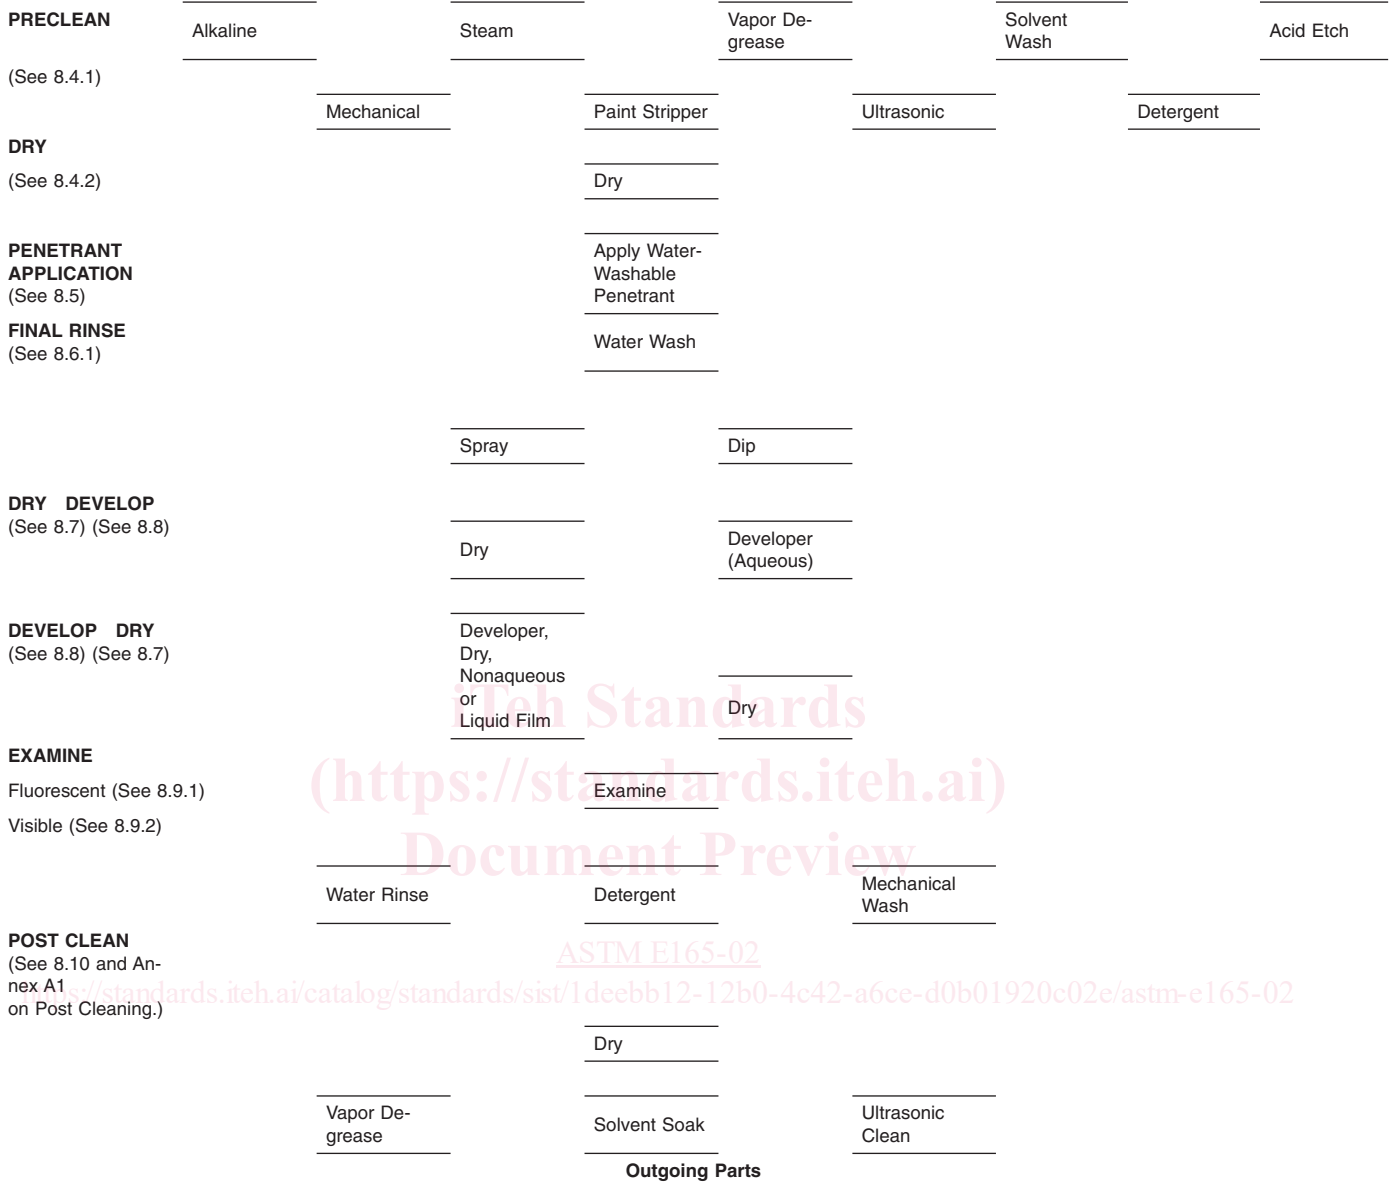 PRECLEAN
Alkaline
Steam
Vapor De-
grease
Solvent
Wash
Acid Etch
(See 8.4.1)
Mechanical
Paint Stripper
Ultrasonic
Detergent
DRY
(See 8.4.2)
Dry
PENETRANT
APPLICATION
(See 8.5)
Apply Water-
Washable
Penetrant
FINAL RINSE
(See 8.6.1)
Water Wash
Spray
Dip
DRY DEVELOP
(See 8.7) (See 8.8)
Dry
Developer
(Aqueous)
DEVELOP DRY
(See 8.8) (See 8.7)
Developer,
Dry,
Nonaqueous
or
Liquid Film
Dry
iTeh Standards
EXAMINE
(https://standards.iteh.ai)
Fluorescent (See 8.9.1)
Examine
Visible (See 8.9.2)
Document Preview
Water Rinse
Detergent
Mechanical
Wash
POST CLEAN
(See 8.10 and An-
nex A1
on Post Cleaning.)
ASTM E165-02
https://standards.iteh.ai/catalog/standards/sist/1deebb12-12b0-4c42-a6ce-d0b01920c02e/astm-e165-02
Dry
Vapor De-
grease
Solvent Soak
Ultrasonic
Clean
Outgoing Parts